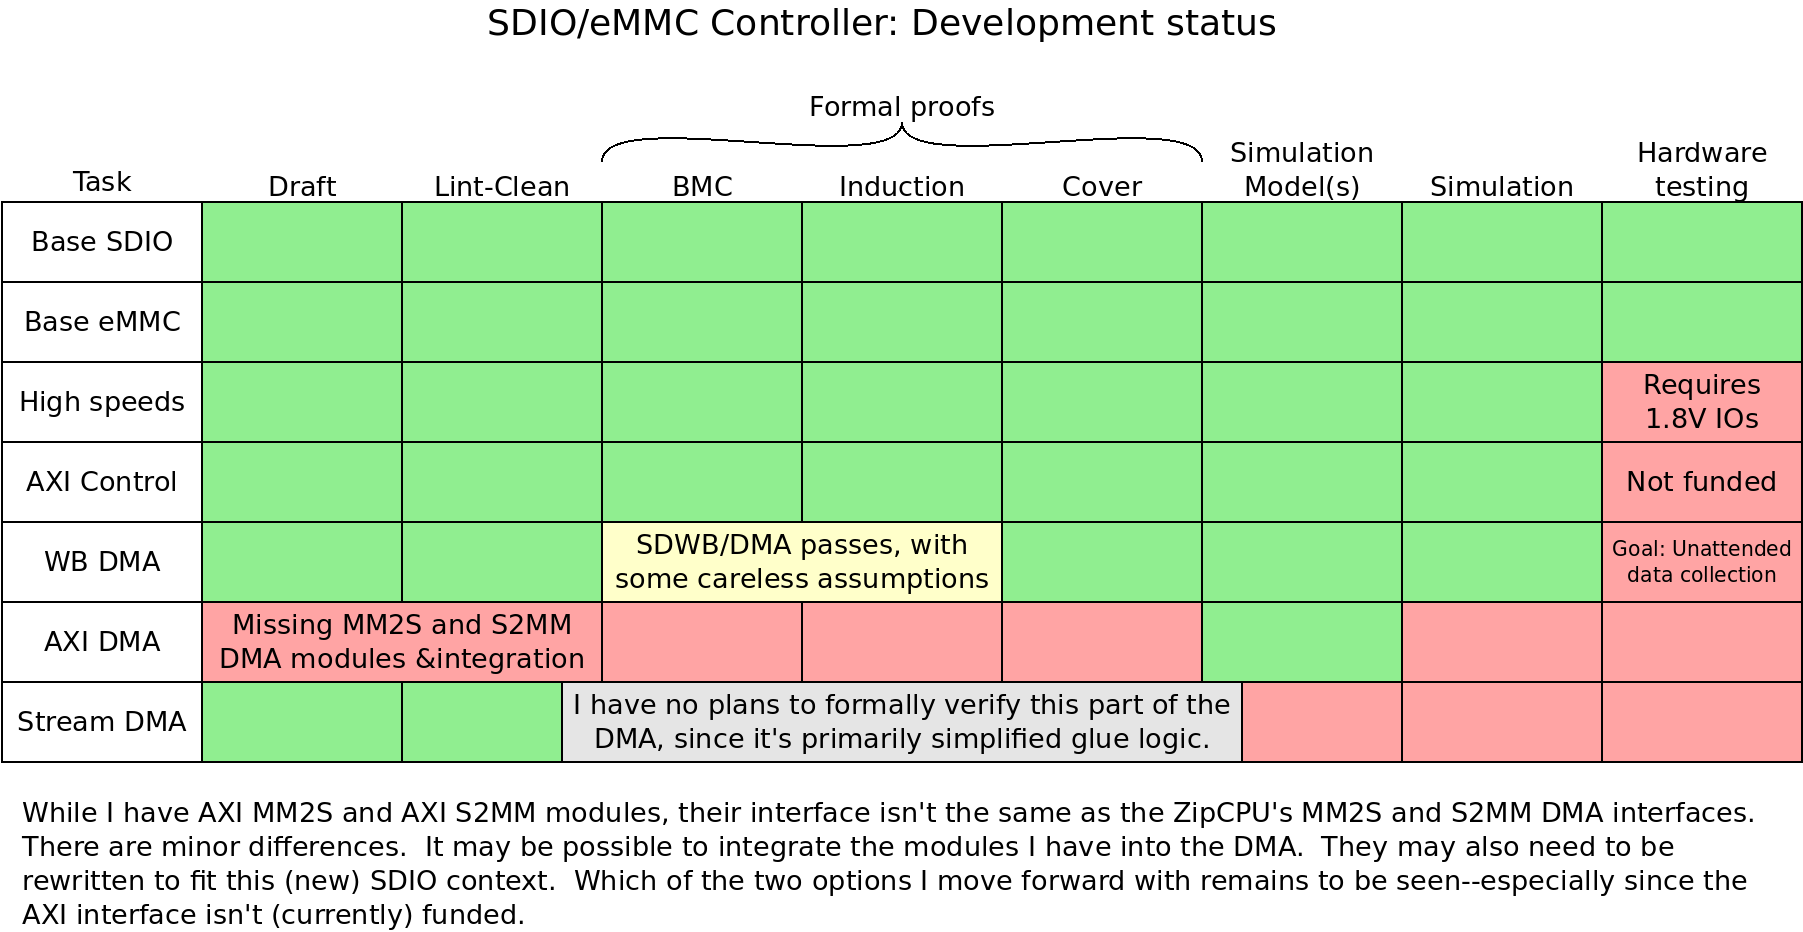 SDIO/eMMC Controller: Development status
Formal proofs
Task
Draft
Lint-Clean
BMC
Induction
Cover
Simulation
Model(s)
Simulation
Hardware
testing
Base SDIO
Base eMMC
High speeds
Requires
1.8V IOs
AXI Control
Not funded
WB DMA
SDWB/DMA passes, with
some careless assumptions
Goal: Unattended
data collection
AXI DMA
Missing MM2S and S2MM
DMA modules &integration
Stream DMA
I have no plans to formally verify this part of the
DMA, since it's primarily simplified glue logic.
While I have AXI MM2S and AXI S2MM modules, their interface isn't the same as the ZipCPU's MM2S and S2MM DMA interfaces.
There are minor differences.  It may be possible to integrate the modules I have into the DMA.  They may also need to be
rewritten to fit this (new) SDIO context.  Which of the two options I move forward with remains to be seen--especially since the
AXI interface isn't (currently) funded.